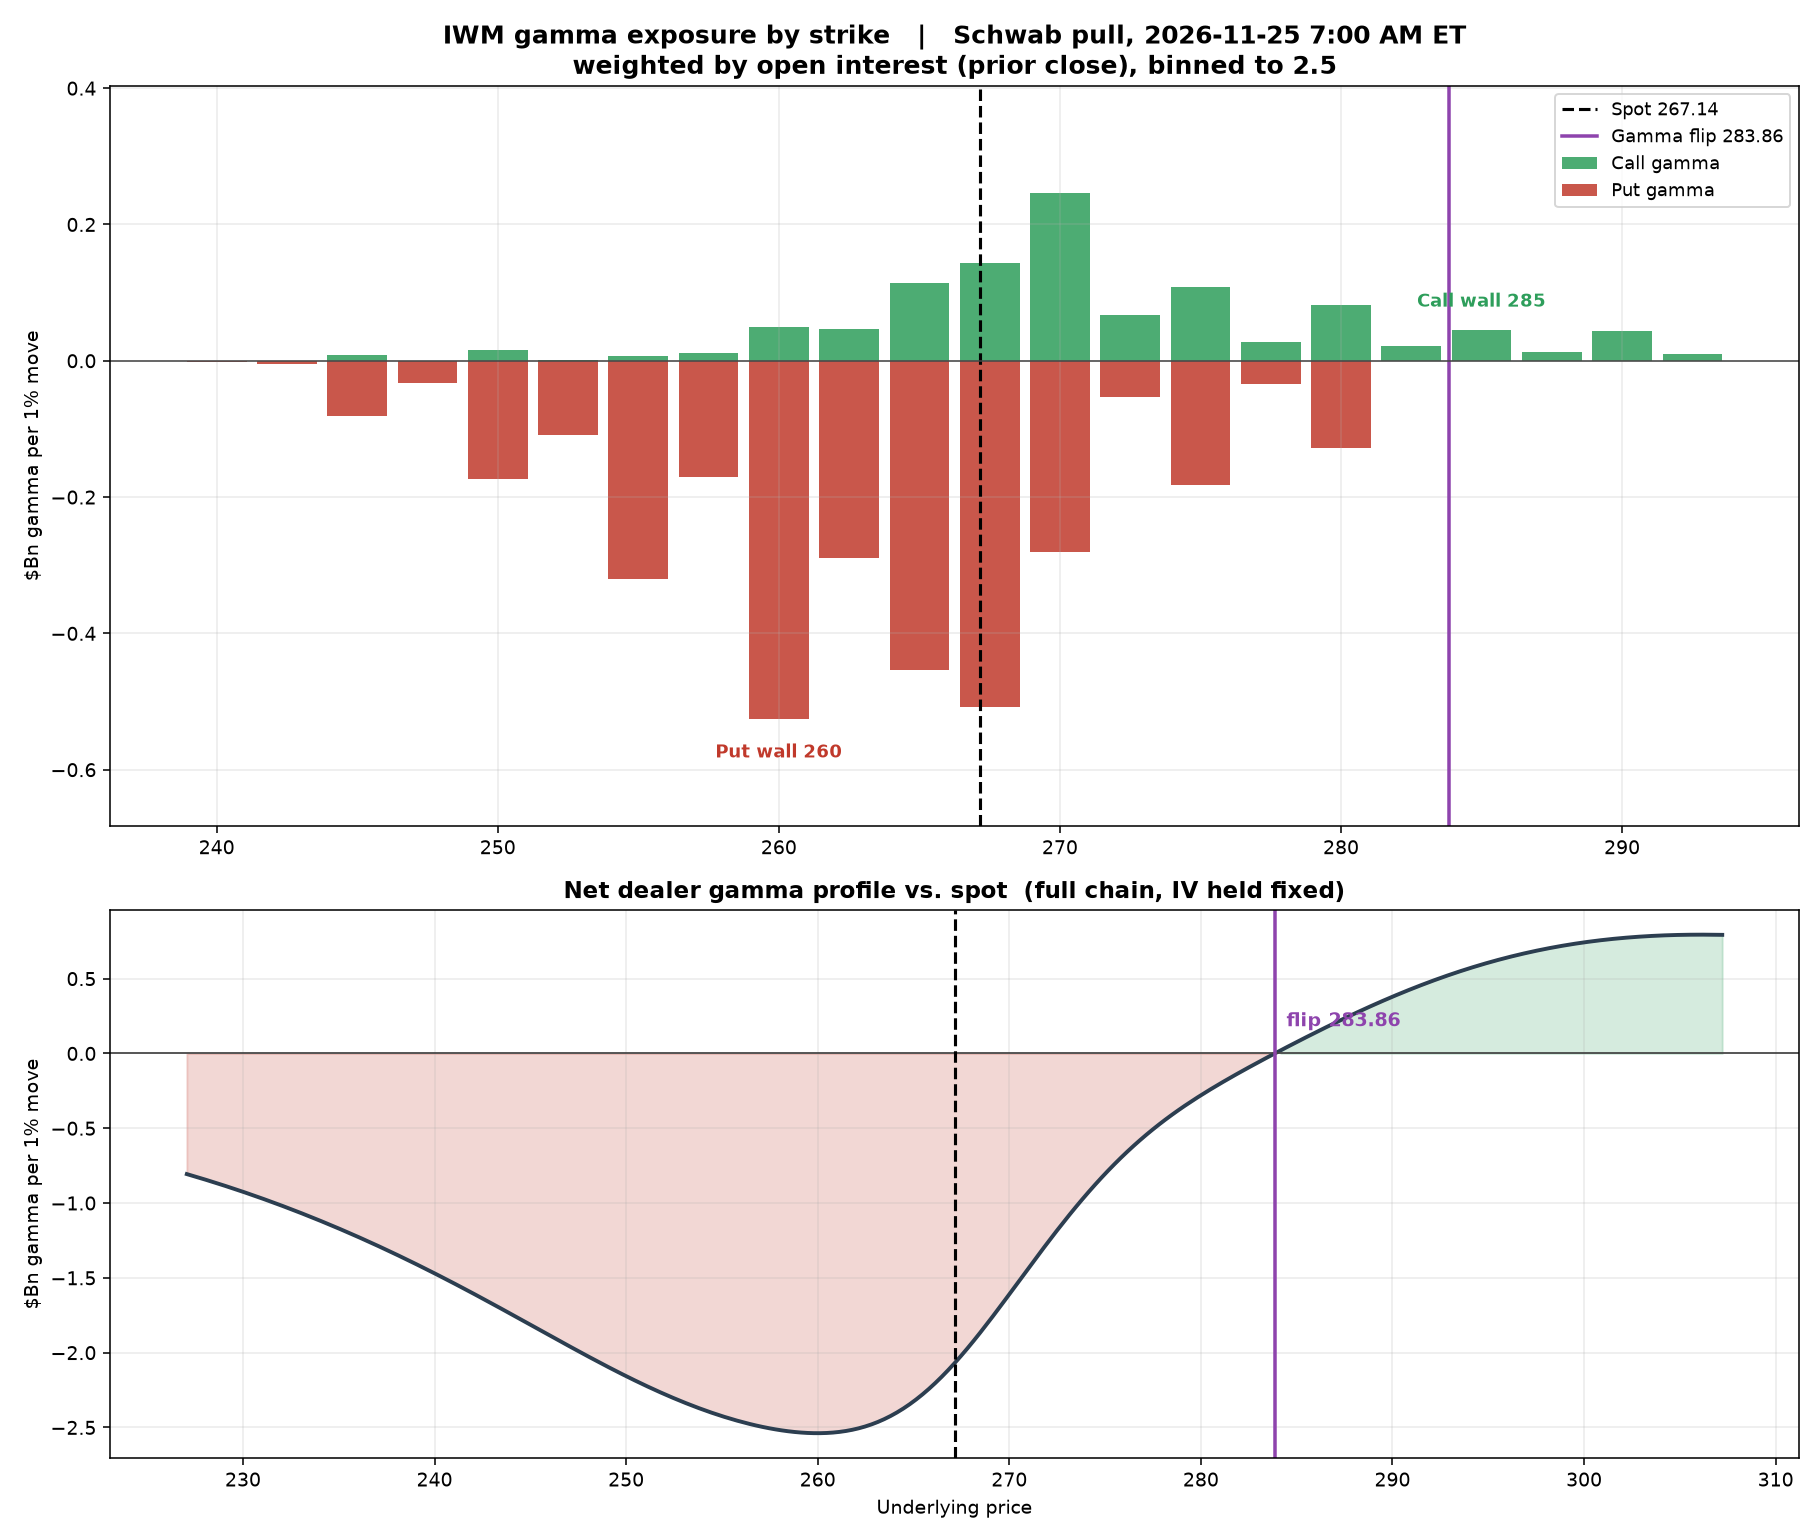 IWM gamma exposure by strike | Schwab pull, 2026-11-25 7:00 AM ET
weighted by open interest (prior close), binned to 2.5
$Bn gamma per 1% move
0.4
0.2
0.0
−0.2
−0.4
−0.6
Spot 267.14
Gamma flip 283.86
Call gamma
Put gamma
Call wall 285
Put wall 260
240 250 260 270 280 290
Net dealer gamma profile vs. spot (full chain, IV held fixed)
$Bn gamma per 1% move
0.5
0.0
−0.5
−1.0
−1.5
−2.0
−2.5
flip 283.86
230 240 250 260 270 280 290 300 310
Underlying price